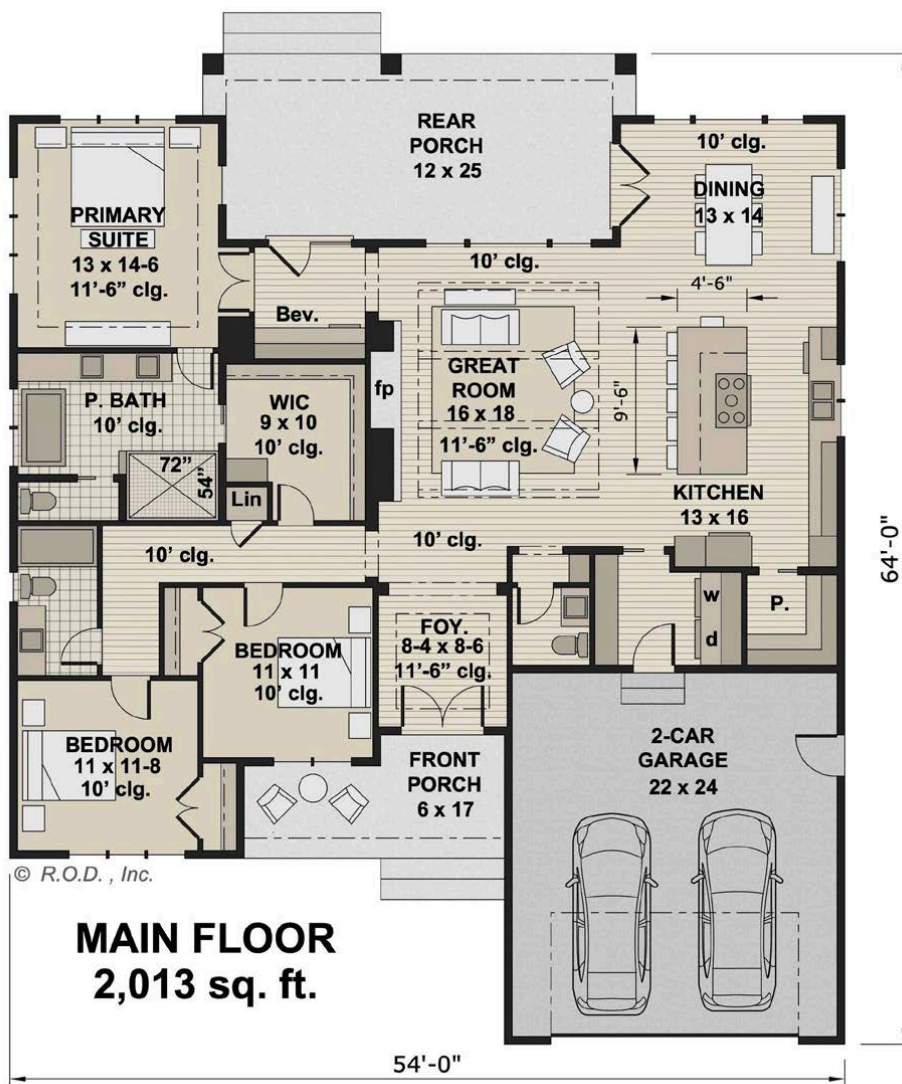 REAR
PORCH
12 x 25
10' clg.
DINING
13 x 14
PRIMARY
SUITE
13 x 14-6
11'-6" clg.
10' clg.
4'-6"
Bev.
GREAT
ROOM
16 x 18
11'-6" clg.
fp
9'-6"
P. BATH
10' clg.
WIC
9 x 10
10' clg.
72"
54"
Lin
KITCHEN
13 x 16
10' clg.
10' clg.
64'-0"
W
d
P.
FOY.
8-4 x 8-6
11'-6" clg.
BEDROOM
11 x 11
10' clg.
BEDROOM
11 x 11-8
10' clg.
FRONT
PORCH
6 x 17
2-CAR
GARAGE
22 x 24
© R.O.D. , Inc.
MAIN FLOOR
2,013 sq. ft.
54'-0"